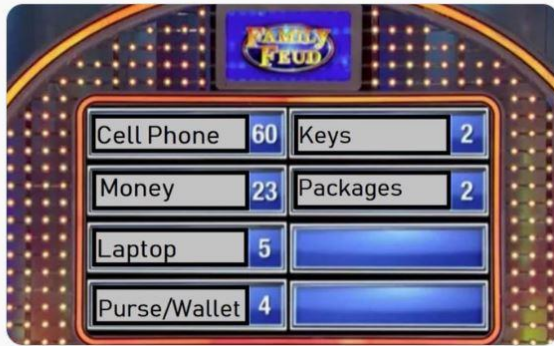 FAMILY
FEUD
Cell Phone 60
Money 23
Laptop 5
Purse/Wallet 4
Keys 2
Packages 2